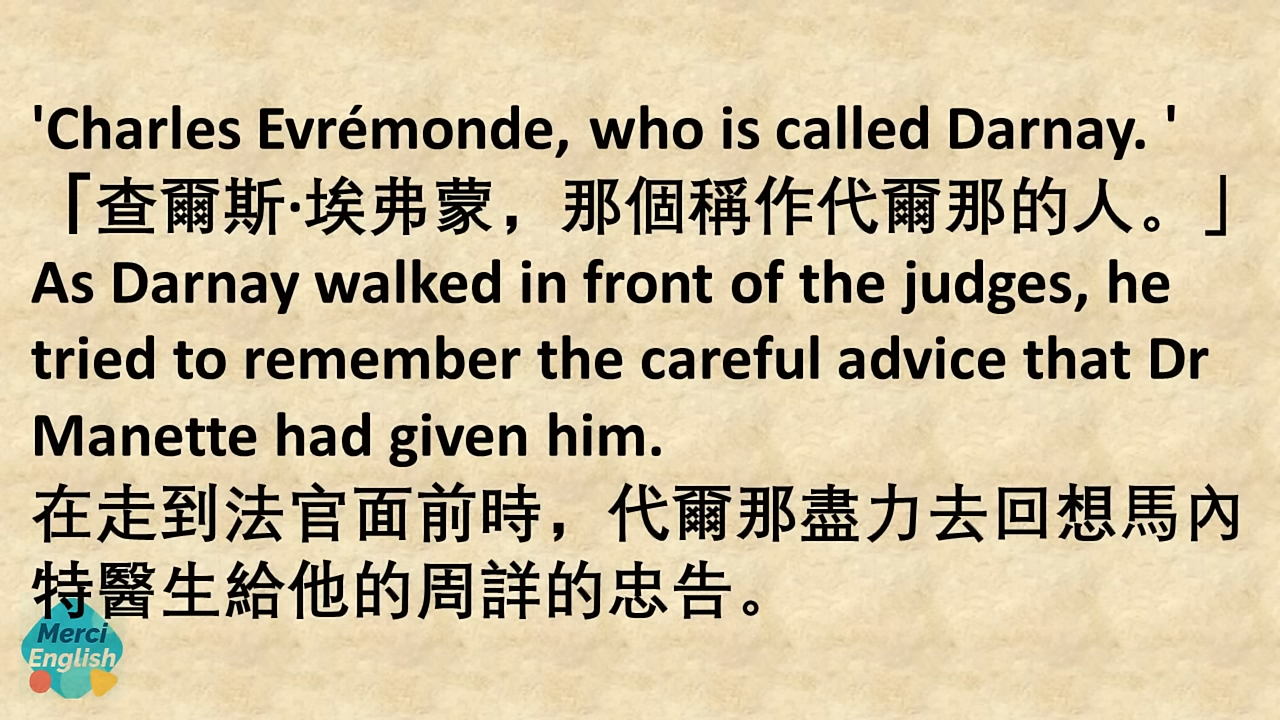 'Charles Evrémonde, who is called Darnay. '
「查爾斯·埃弗蒙，那個稱作代爾那的人。」
As Darnay walked in front of the judges, he
tried to remember the careful advice that Dr
Manette had given him.
在走到法官面前時，代爾那盡力去回想馬內
特醫生給他的周詳的忠告。
Merci
English